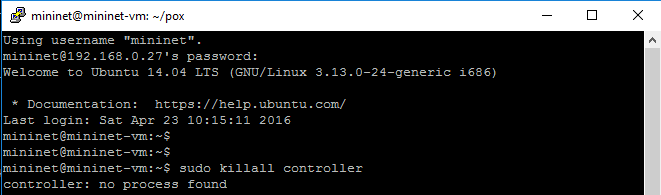 mininet@mininet-vm: ~/pox
Using username "mininet".
mininet@192.168.0.27's password:
Welcome to Ubuntu 14.04 LTS (GNU/Linux 3.13.0-24-generic i686)
* Documentation:  https://help.ubuntu.com/
Last login: Sat Apr 23 10:15:11 2016
mininet@mininet-vm:~$
mininet@mininet-vm:~$
mininet@mininet-vm:~$ sudo killall controller
controller: no process found